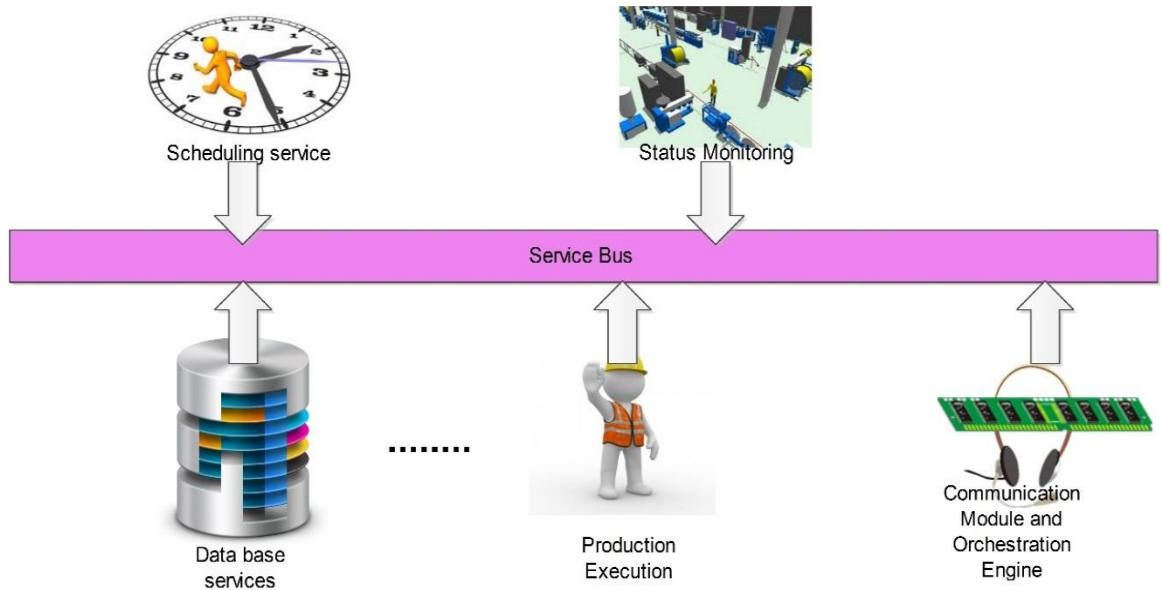 Scheduling service
Status Monitoring
Service Bus
........
Data base
services
Production
Execution
Communication
Module and
Orchestration
Engine